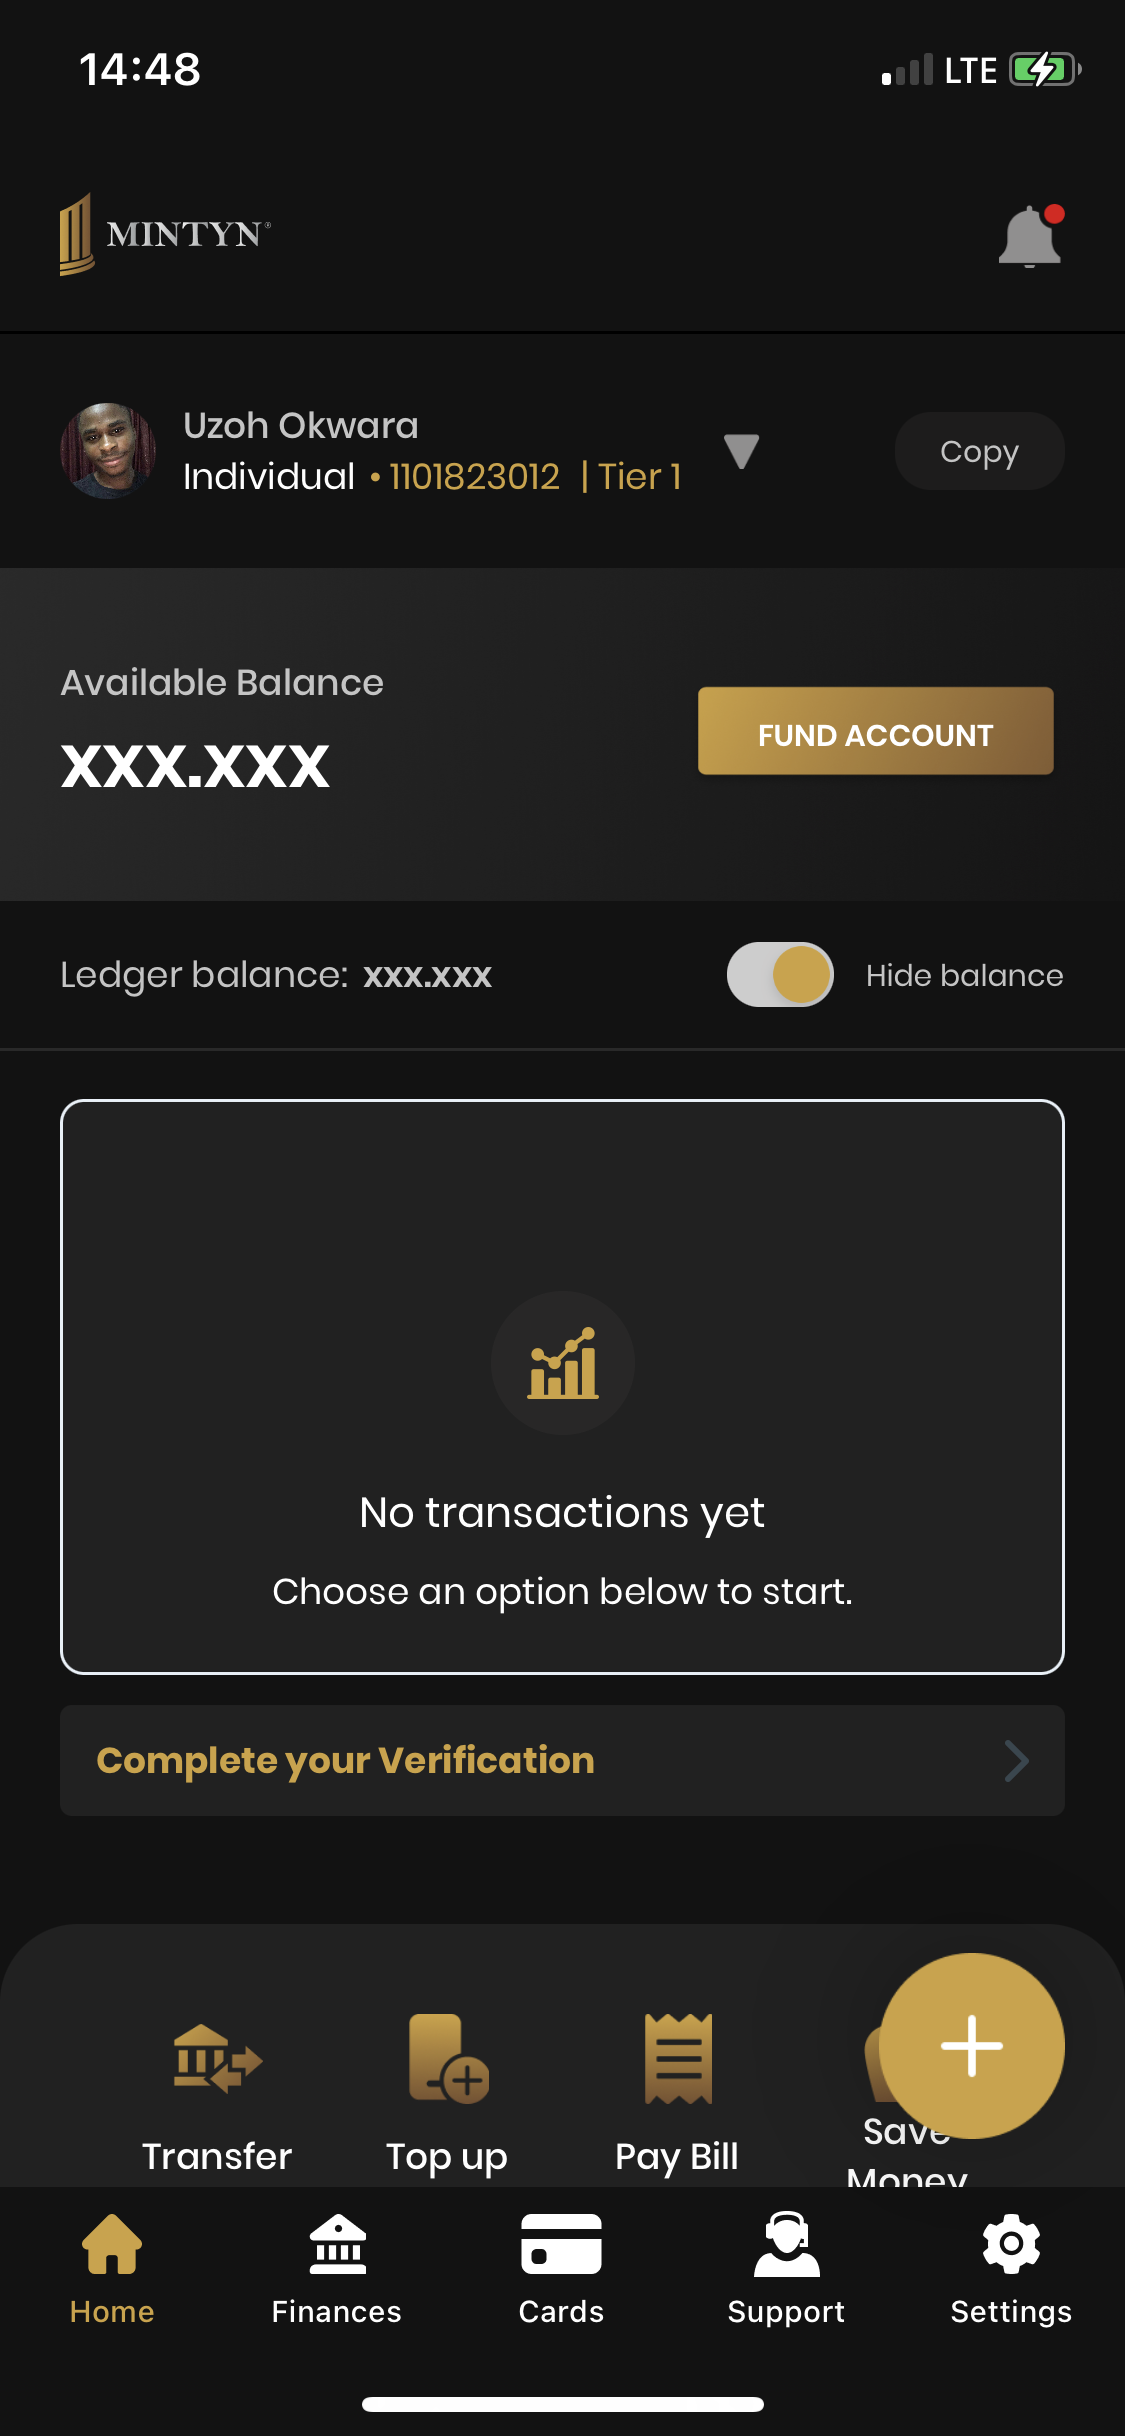 14:48
LTE
MINTYN®
Uzoh Okwara
Individual • 1101823012 | Tier 1
Copy
Available Balance
xxx.xxx
FUND ACCOUNT
Ledger balance: xxx.xxx
Hide balance
No transactions yet
Choose an option below to start.
Complete your Verification
Transfer
Top up
Pay Bill
Save
Money
Home
Finances
Cards
Support
Settings